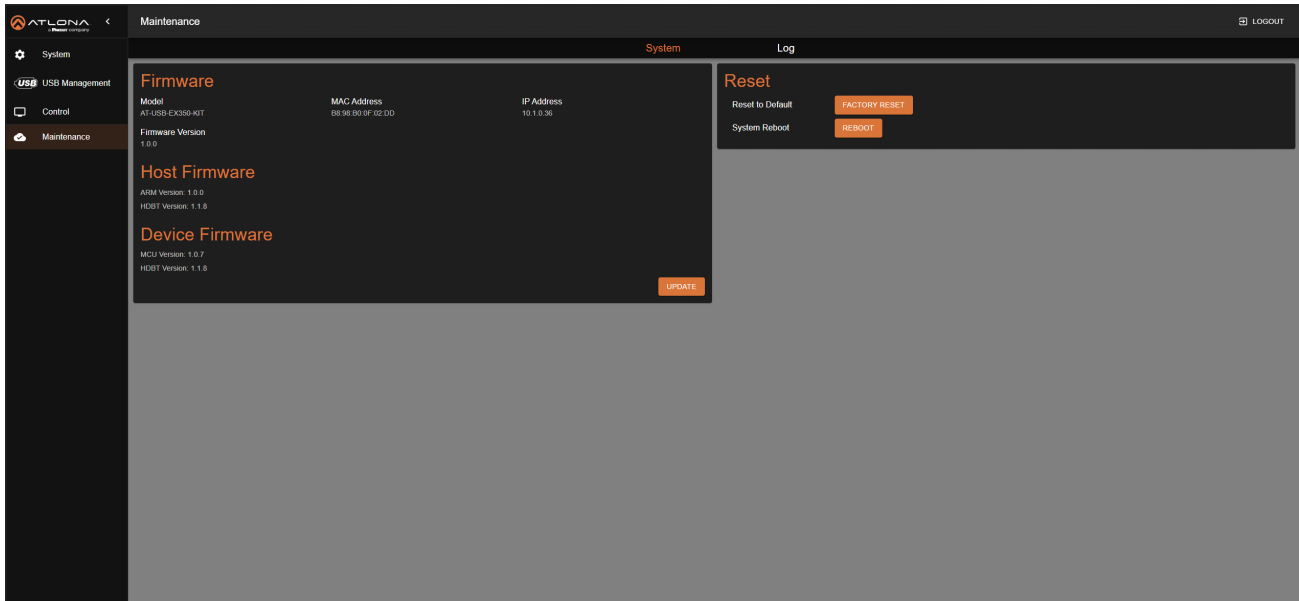 ATLONA
a Panduit company
Maintenance
LOGOUT
System
USB Management
Control
Maintenance
System
Log
Firmware
Model
MAC Address
IP Address
AT-USB-EX350-KIT
B8:98:B0:0F:02:DD
10.1.0.36
Firmware Version
1.0.0
Host Firmware
ARM Version: 1.0.0
HDBT Version: 1.1.8
Device Firmware
MCU Version: 1.0.7
HDBT Version: 1.1.8
UPDATE
Reset
Reset to Default
FACTORY RESET
System Reboot
REBOOT